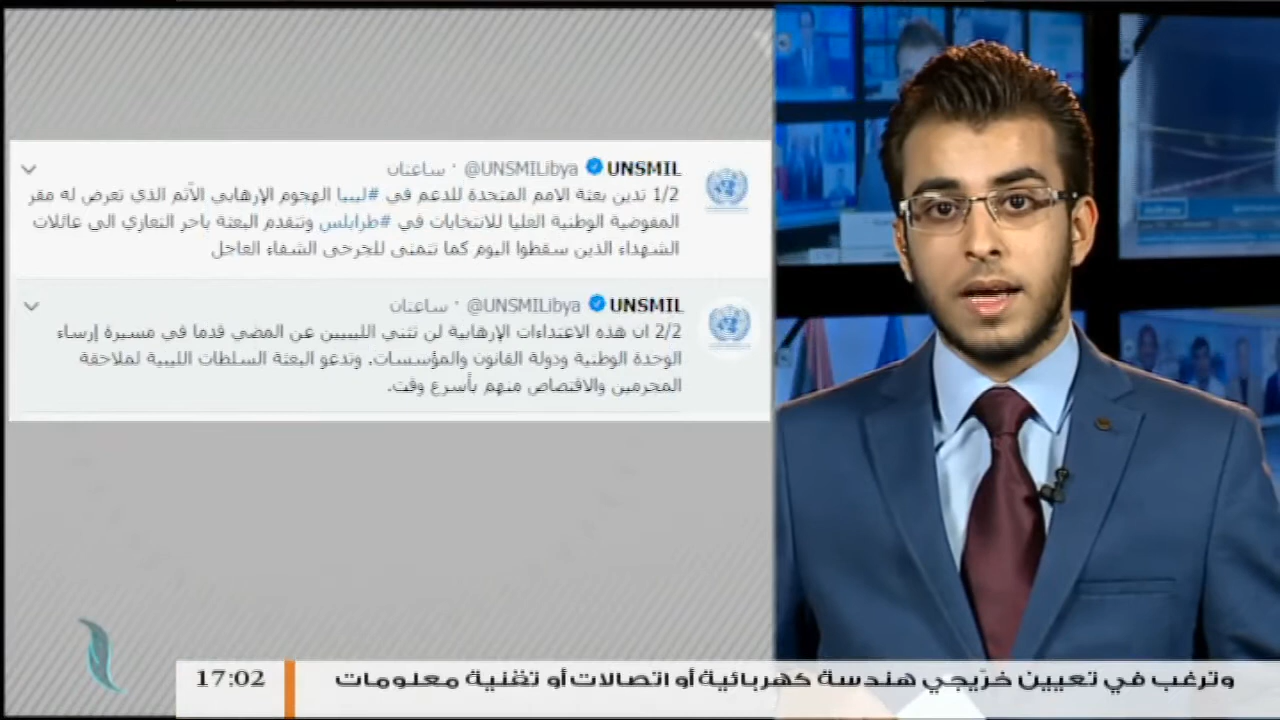 UNSMIL @UNSMILibya · ساعتان
1/2 تدين بعثة الامم المتحدة للدعم في #ليبيا الهجوم الإرهابي الآثم الذي تعرض له مقر
المفوضية الوطنية العليا للانتخابات في #طرابلس وتتقدم البعثة باحر التعازي الى عائلات
الشهداء الذين سقطوا اليوم كما تتمنى للجرحى الشفاء العاجل
UNSMIL @UNSMILibya · ساعتان
2/2 ان هذه الاعتداءات الإرهابية لن تثني الليبيين عن المضي قدما في مسيرة إرساء
الوحدة الوطنية ودولة القانون والمؤسسات. وتدعو البعثة السلطات الليبية لملاحقة
المجرمين والاقتصاص منهم بأسرع وقت.
وترغب في تعيين خرّيجي هندسة كهربائية أو اتصالات أو تقنية معلومات
17:02